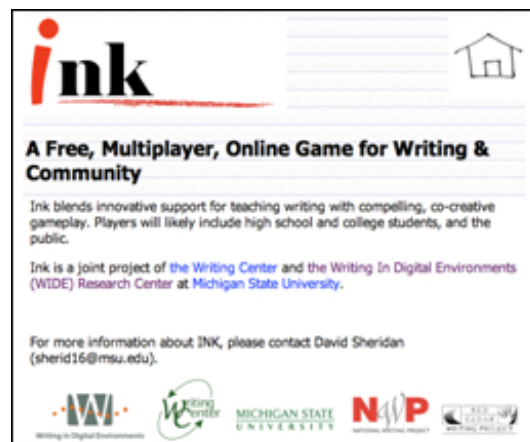 ink
A Free, Multiplayer, Online Game for Writing &
Community
Ink blends innovative support for teaching writing with compelling, co-creative
gameplay. Players will likely include high school and college students, and the
public.
Ink is a joint project of the Writing Center and the Writing In Digital Environments
(WIDE) Research Center at Michigan State University.
For more information about INK, please contact David Sheridan
(sherid16@msu.edu).
W
Writing in Digital Environments
Writing
Center
MICHIGAN STATE
UNIVERSITY
NWP
NATIONAL WRITING PROJECT
RED
CEDAR
WRITING PROJECT